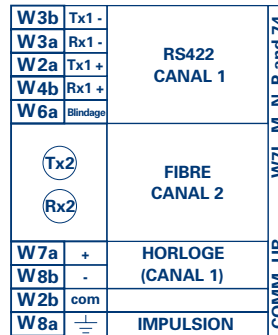 W3b Tx1 -
W3a Rx1 -
W2a Tx1 +
W4b Rx1 +
W6a Blindage
RS422
CANAL 1
Tx2
Rx2
FIBRE
CANAL 2
W7a +
W8b -
HORLOGE
(CANAL 1)
W2b com
W8a
IMPULSION